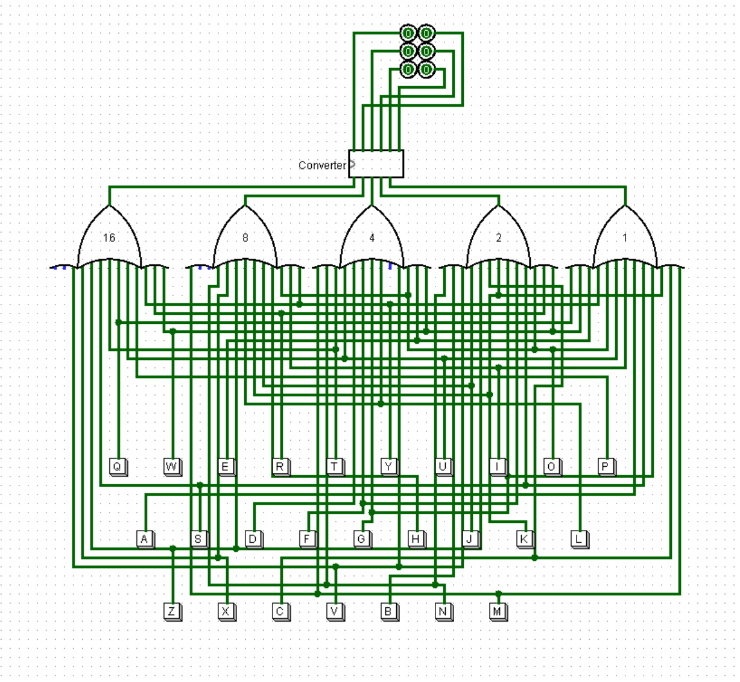 0 0
0 0
0 0
Converter
16 8 4 2 1
Q W E R T Y U I O P
A S D F G H J K L
Z X C V B N M